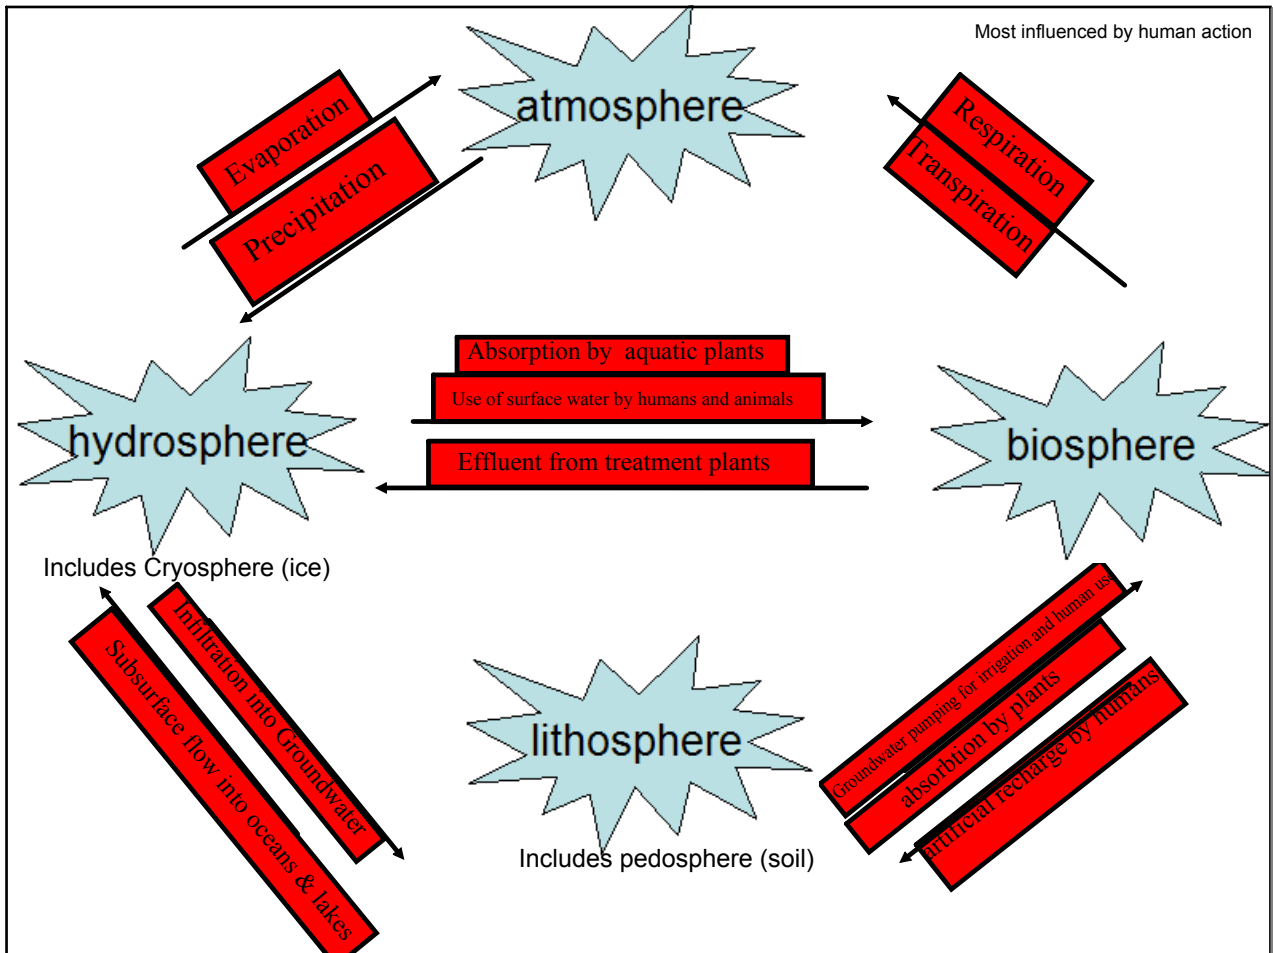 Most influenced by human action
atmosphere
Evaporation
Precipitation
Respiration
Transpiration
Absorption by aquatic plants
Use of surface water by humans and animals
Effluent from treatment plants
hydrosphere
biosphere
Includes Cryosphere (ice)
Infiltration into Groundwater
Subsurface flow into oceans & lakes
lithosphere
Includes pedosphere (soil)
Groundwater pumping for irrigation and human use
absorbtion by plants
artificial recharge by humans